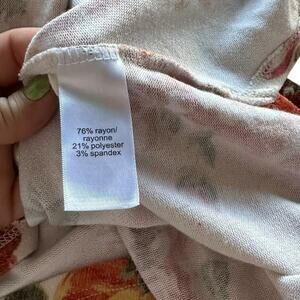 76% rayon/
rayonne
21% polyester
3% spandex